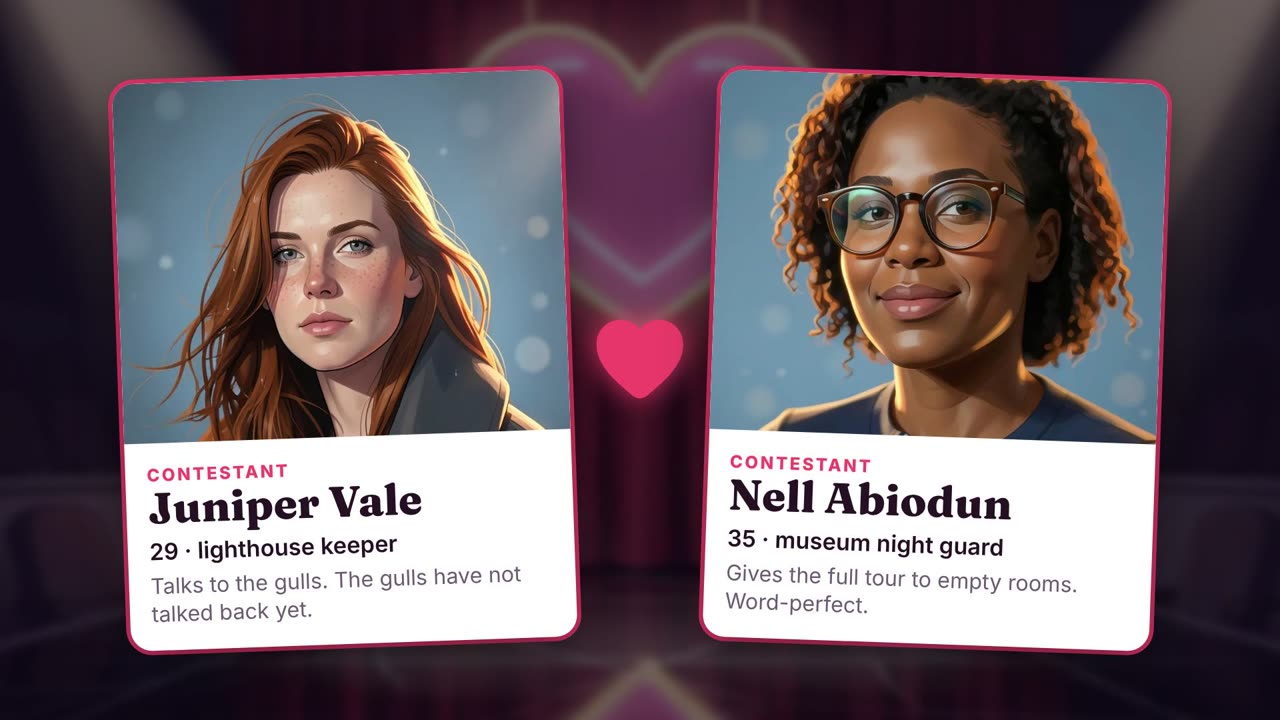 CONTESTANT
Juniper Vale
29 · lighthouse keeper
Talks to the gulls. The gulls have not
talked back yet.
CONTESTANT
Nell Abiodun
35 · museum night guard
Gives the full tour to empty rooms.
Word-perfect.